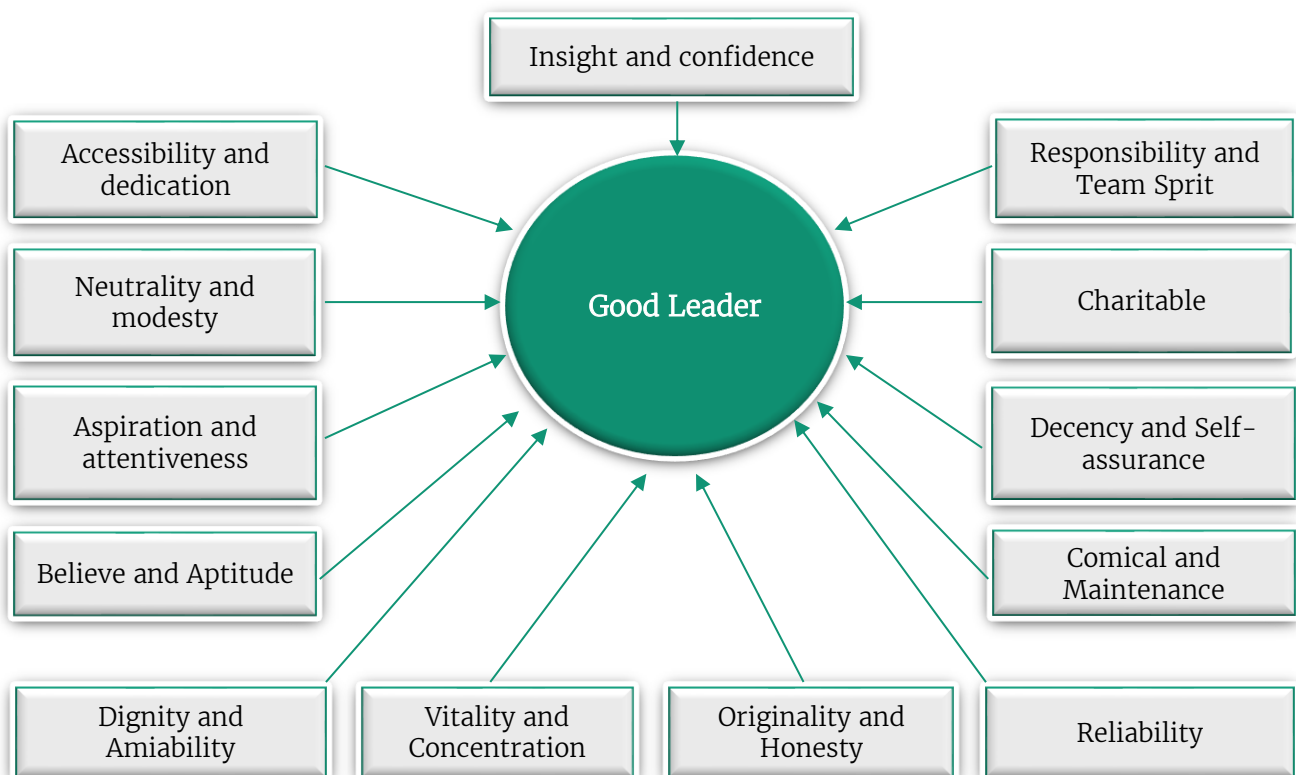 Insight and confidence
Accessibility and
dedication
Responsibility and
Team Sprit
Neutrality and
modesty
Good Leader
Charitable
Aspiration and
attentiveness
Decency and Self-
assurance
Believe and Aptitude
Comical and
Maintenance
Dignity and
Amiability
Vitality and
Concentration
Originality and
Honesty
Reliability